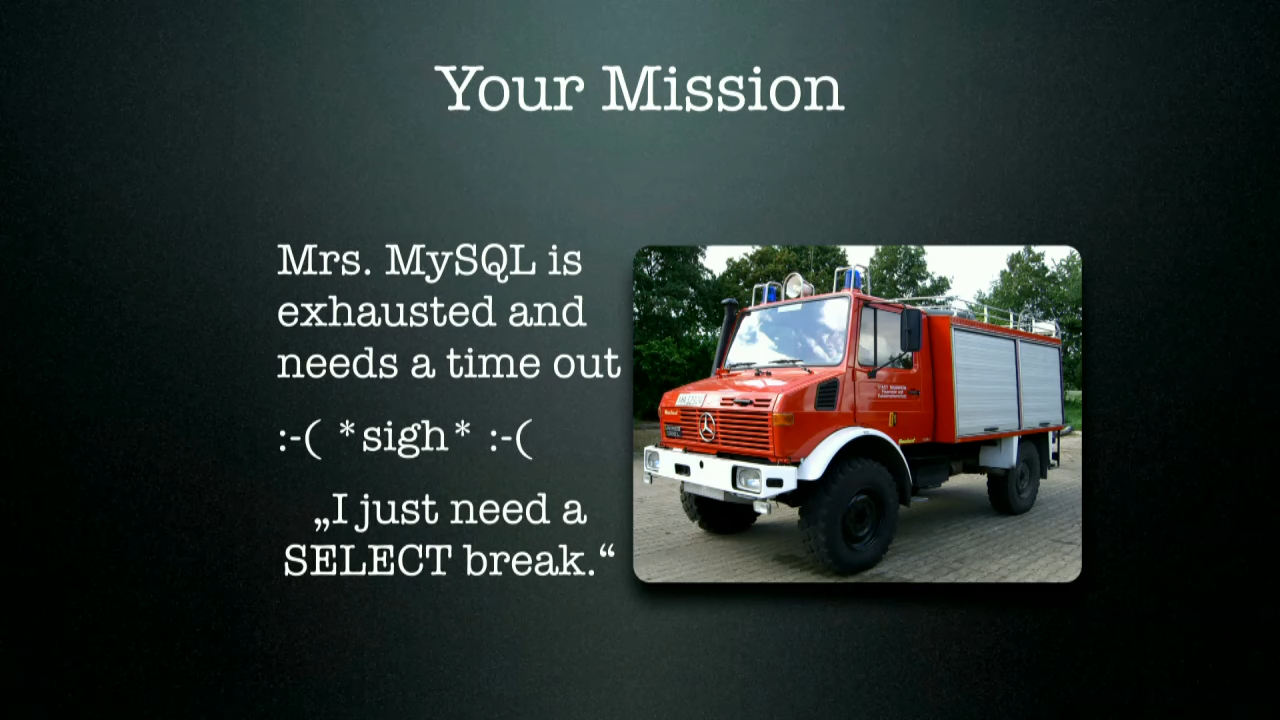 Your Mission
Mrs. MySQL is
exhausted and
needs a time out
:-( *sigh* :-(
„I just need a
SELECT break.“